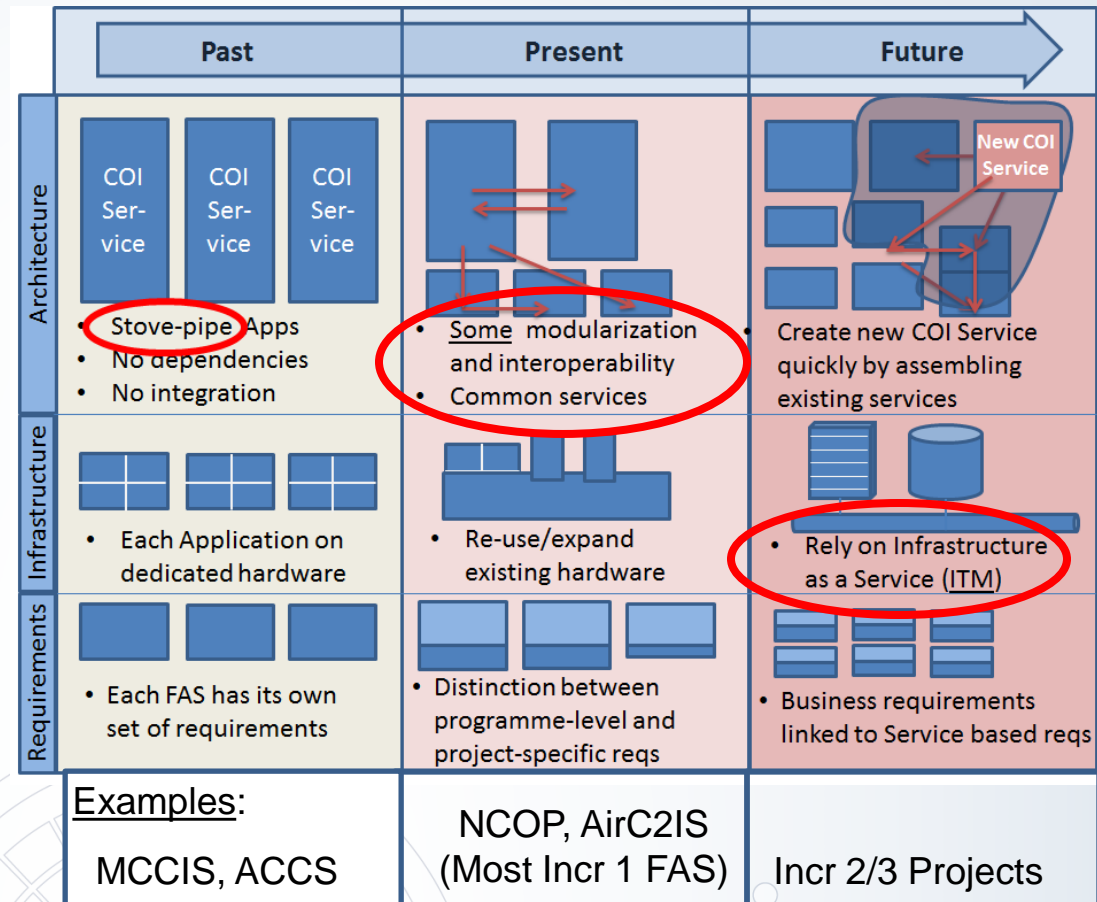 Past
Present
Future
Architecture
COI
Ser-
vice
COI
Ser-
vice
COI
Ser-
vice
• Stove-pipe Apps
• No dependencies
• No integration
• Some modularization
and interoperability
• Common services
New COI
Service
• Create new COI Service
quickly by assembling
existing services
Infrastructure
• Each Application on
dedicated hardware
• Re-use/expand
existing hardware
• Rely on Infrastructure
as a Service (ITM)
Requirements
• Each FAS has its own
set of requirements
• Distinction between
programme-level and
project-specific reqs
• Business requirements
linked to Service based reqs
Examples:
MCCIS, ACCS
NCOP, AirC2IS
(Most Incr 1 FAS)
Incr 2/3 Projects